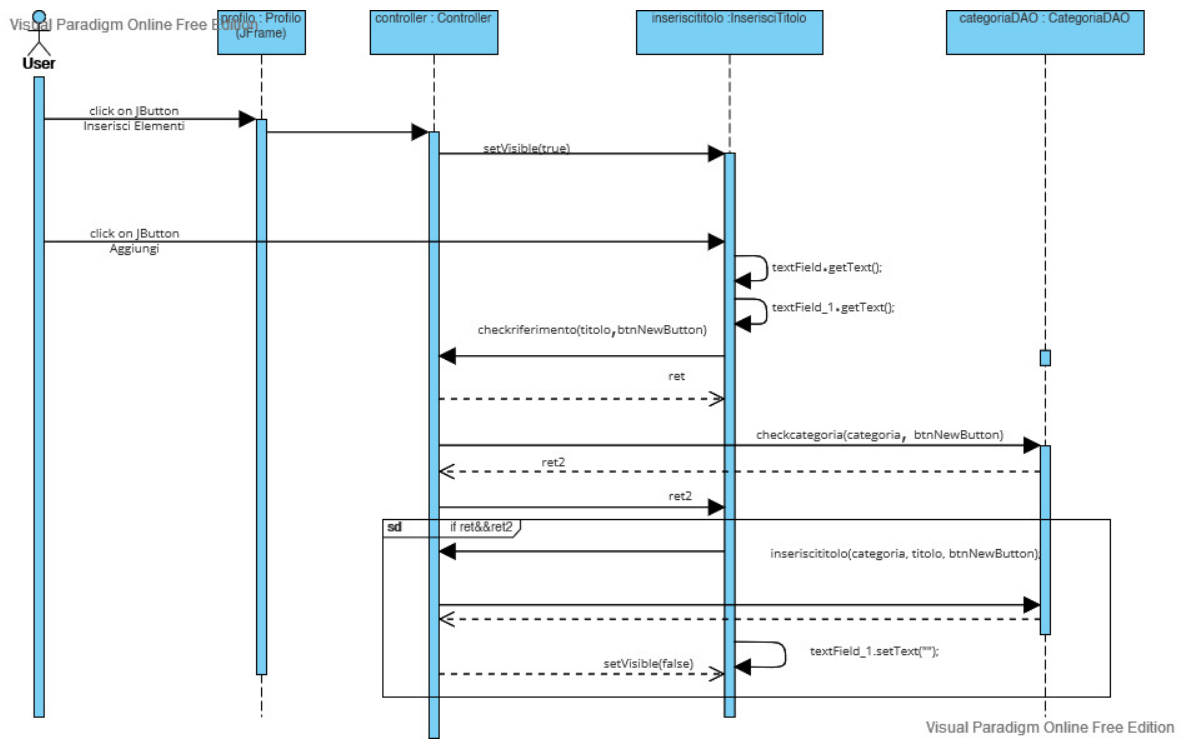 Visual Paradigm Online Free Edition
profilo : Profilo
(JFrame)
controller : Controller
inseriscititolo :InserisciTitolo
categoriaDAO : CategoriaDAO
User
click on JButton
Inserisci Elementi
setVisible(true)
click on JButton
Aggiungi
textField.getText();
textField_1.getText();
checkriferimento(titolo,btnNewButton)
ret
checkcategoria(categoria, btnNewButton)
ret2
ret2
sd if ret&&ret2
inseriscititolo(categoria, titolo, btnNewButton);
textField_1.setText("");
setVisible(false)
Visual Paradigm Online Free Edition